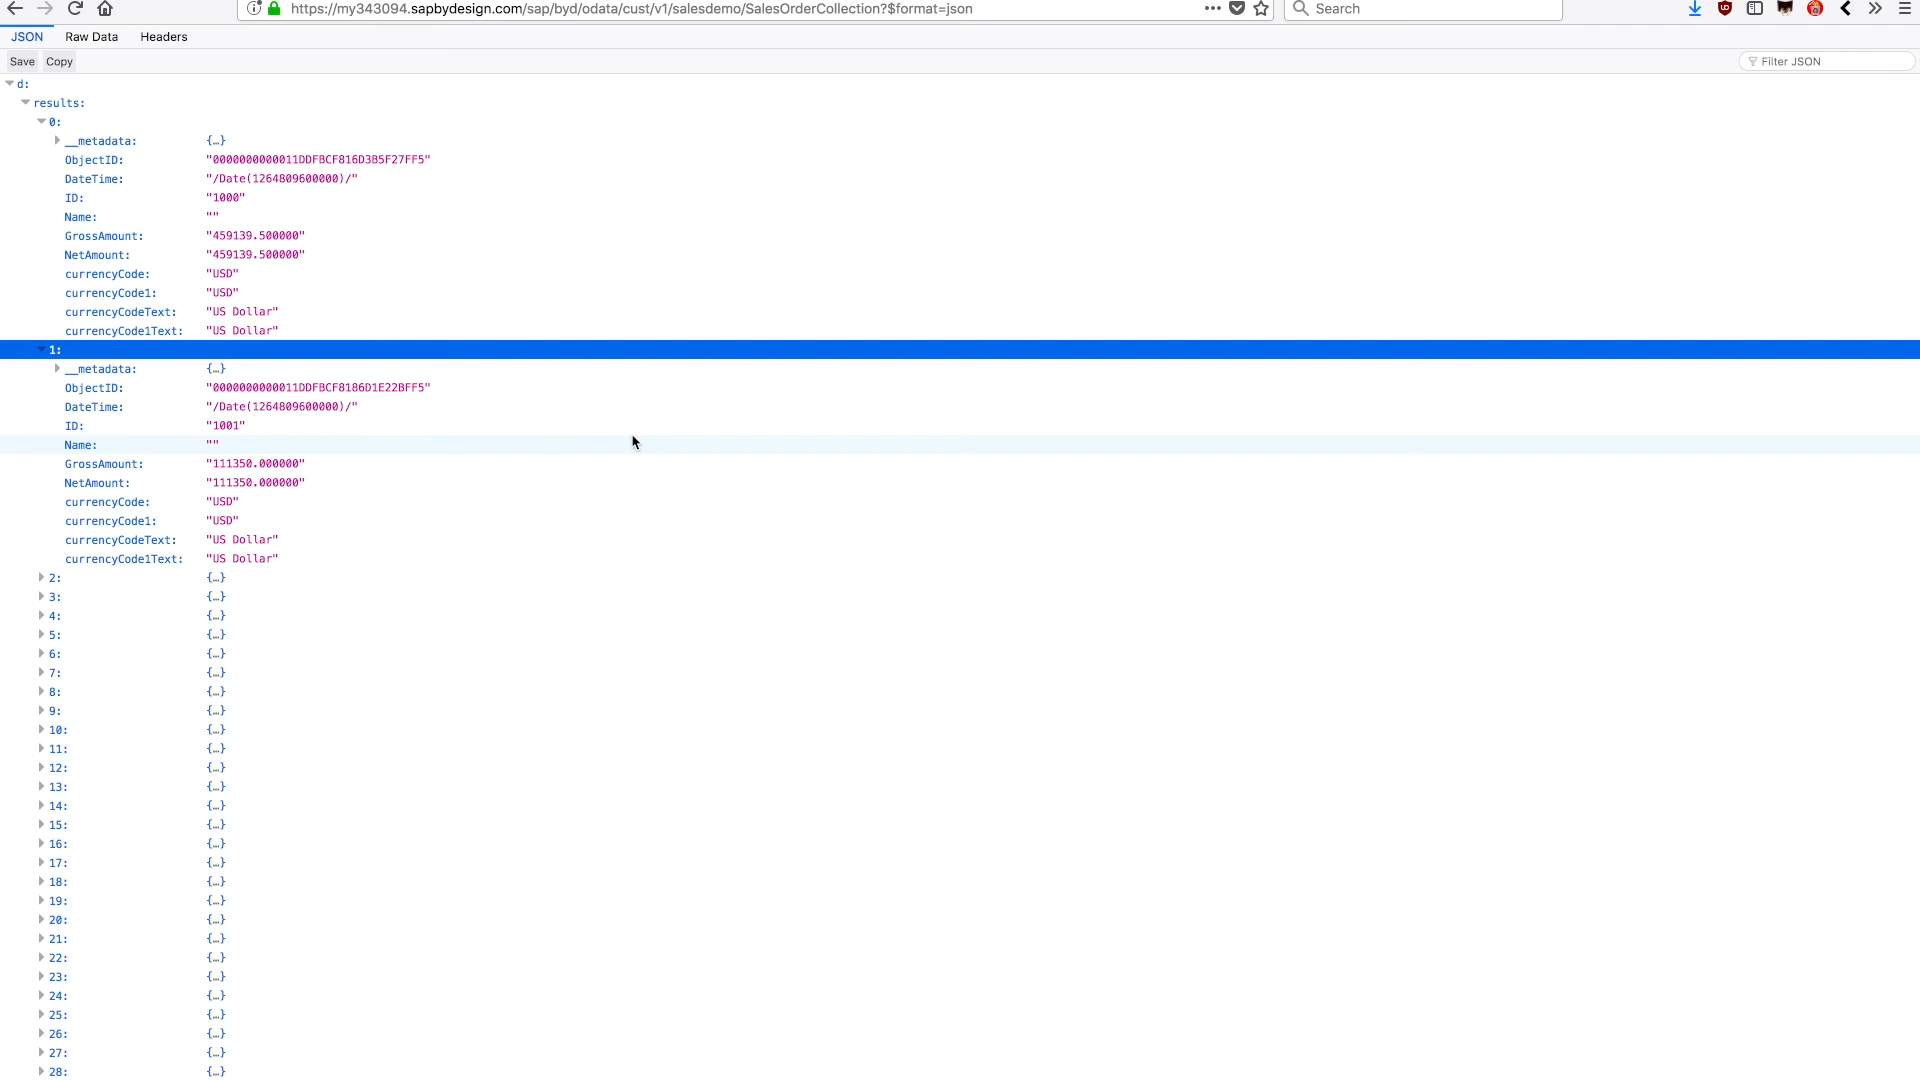 https://my343094.sapbydesign.com/sap/byd/odata/cust/v1/salesdemo/SalesOrderCollection?$format=json
Search
JSON Raw Data Headers
Save Copy
Filter JSON
d:
results:
0:
__metadata: {…}
ObjectID: "0000000000011DDFBCF816D3B5F27FF5"
DateTime: "/Date(1264809600000)/"
ID: "1000"
Name: ""
GrossAmount: "459139.500000"
NetAmount: "459139.500000"
currencyCode: "USD"
currencyCode1: "USD"
currencyCodeText: "US Dollar"
currencyCode1Text: "US Dollar"
1:
__metadata: {…}
ObjectID: "0000000000011DDFBCF8186D1E22BFF5"
DateTime: "/Date(1264809600000)/"
ID: "1001"
Name: ""
GrossAmount: "111350.000000"
NetAmount: "111350.000000"
currencyCode: "USD"
currencyCode1: "USD"
currencyCodeText: "US Dollar"
currencyCode1Text: "US Dollar"
2: {…}
3: {…}
4: {…}
5: {…}
6: {…}
7: {…}
8: {…}
9: {…}
10: {…}
11: {…}
12: {…}
13: {…}
14: {…}
15: {…}
16: {…}
17: {…}
18: {…}
19: {…}
20: {…}
21: {…}
22: {…}
23: {…}
24: {…}
25: {…}
26: {…}
27: {…}
28: {…}